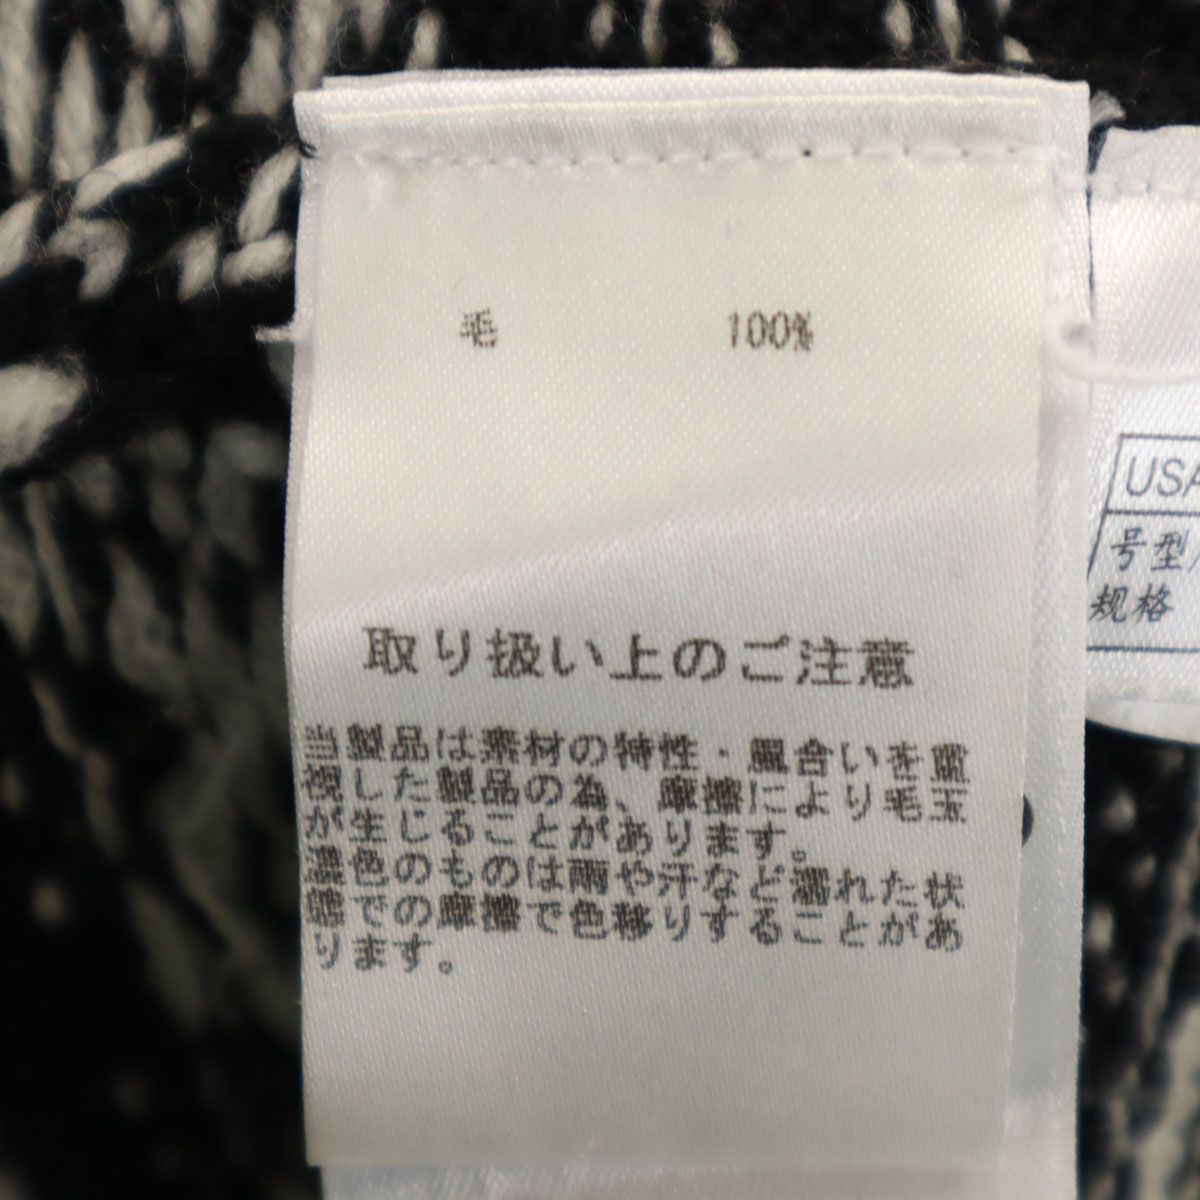 毛 100%
取り扱い上のご注意
当製品は素材の特性・風合いを重
視した製品の為、摩擦により毛玉
が生じることがあります。
濃色のものは雨や汗など濡れた状
態での摩擦で色移りすることがあ
ります。
USA
号型/
规格